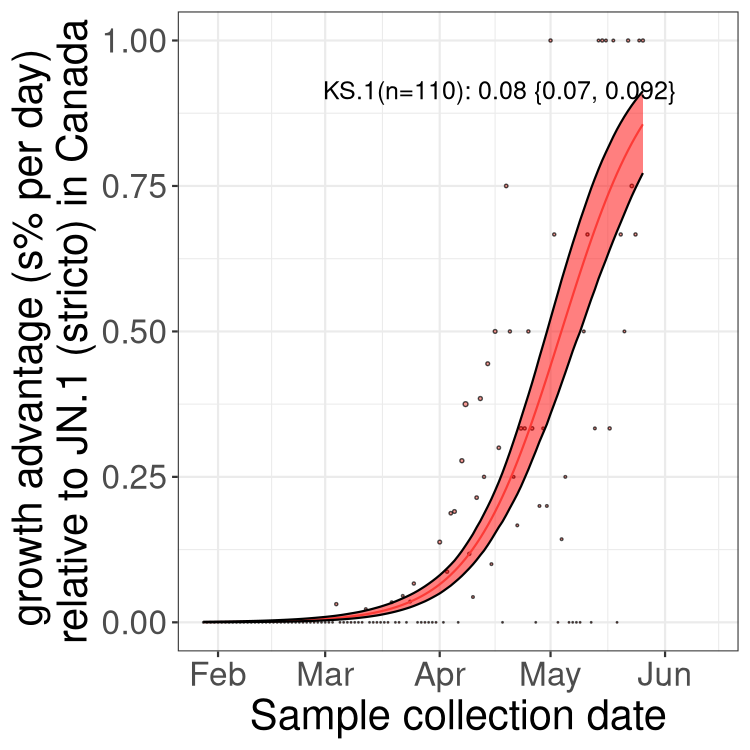 growth advantage (s% per day)
relative to JN.1 (stricto) in Canada
1.00
0.75
0.50
0.25
0.00
KS.1(n=110): 0.08 {0.07, 0.092}
Feb Mar Apr May Jun
Sample collection date